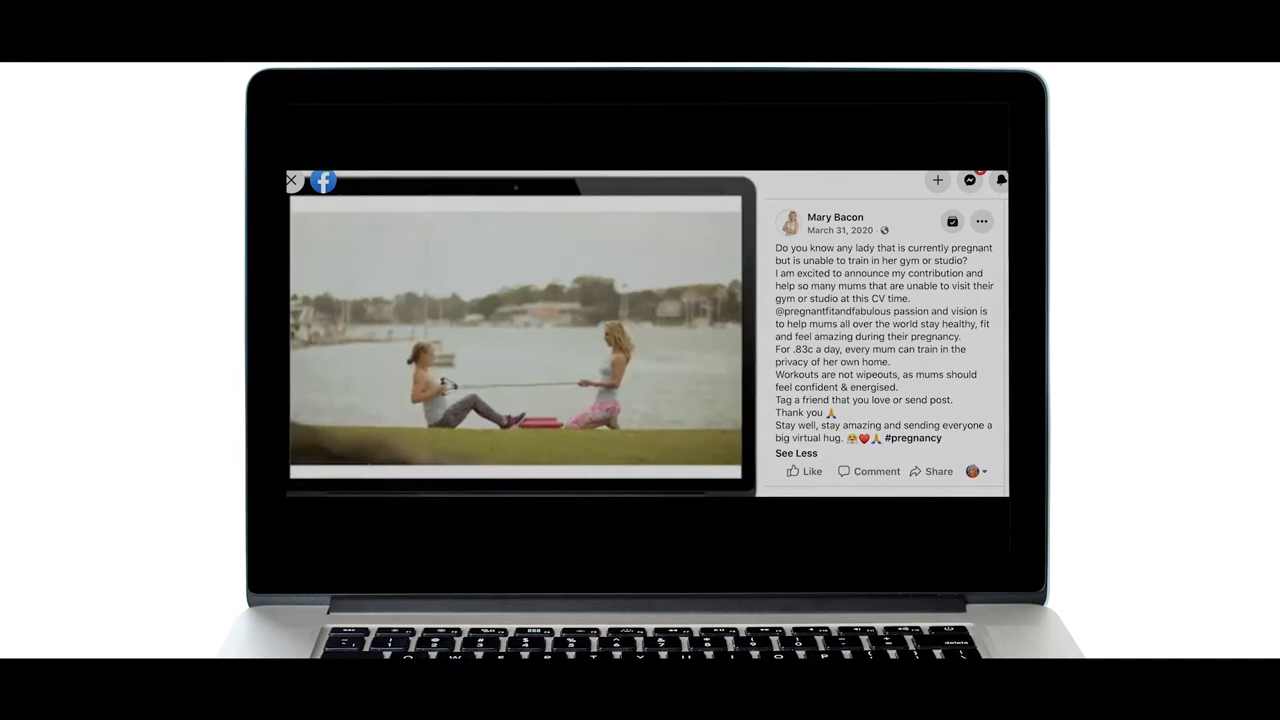 Mary Bacon
March 31, 2020 ·
Do you know any lady that is currently pregnant
but is unable to train in her gym or studio?
I am excited to announce my contribution and
help so many mums that are unable to visit their
gym or studio at this CV time.
@pregnantfitandfabulous passion and vision is
to help mums all over the world stay healthy, fit
and feel amazing during their pregnancy.
For .83c a day, every mum can train in the
privacy of her own home.
Workouts are not wipeouts, as mums should
feel confident & energised.
Tag a friend that you love or send post.
Thank you 🙏
Stay well, stay amazing and sending everyone a
big virtual hug. 🤗❤️🙏 #pregnancy
See Less
Like Comment Share
delete